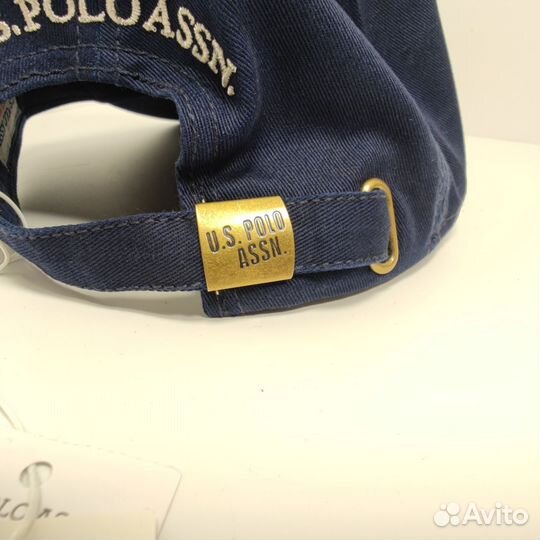 .S. POLO ASSN.
U.S. POLO
ASSN.
Avito